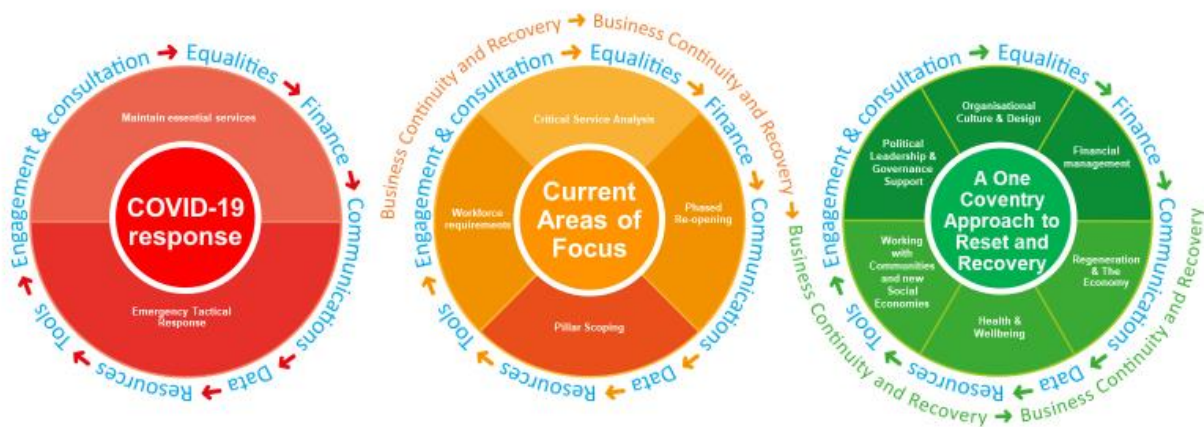 Engagement & consultation → Equalities → Finance → Communications → Data → Resources → Tools →
Maintain essential services
COVID-19
response
Emergency Tactical
Response
Business Continuity and Recovery → Business Continuity and Recovery → Business Continuity and Recovery →
Engagement & consultation → Equalities → Finance → Communications → Data → Resources → Tools →
Critical Service Analysis
Workforce
requirements
Current
Areas of
Focus
Phased
Re-opening
Pillar Scoping
Business Continuity and Recovery → Business Continuity and Recovery
Engagement & consultation → Equalities → Finance → Communications → Data → Resources → Tools →
Organisational
Culture & Design
Political
Leadership &
Governance
Support
Financial
management
A One
Coventry
Approach to
Reset and
Recovery
Working
with
Communities
and new
Social
Economies
Regeneration
& The
Economy
Health &
Wellbeing